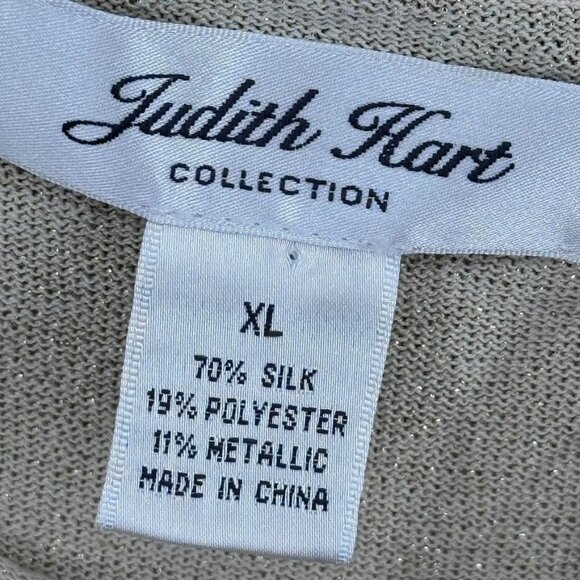 Judith Hart
COLLECTION
XL
70% SILK
19% POLYESTER
11% METALLIC
MADE IN CHINA